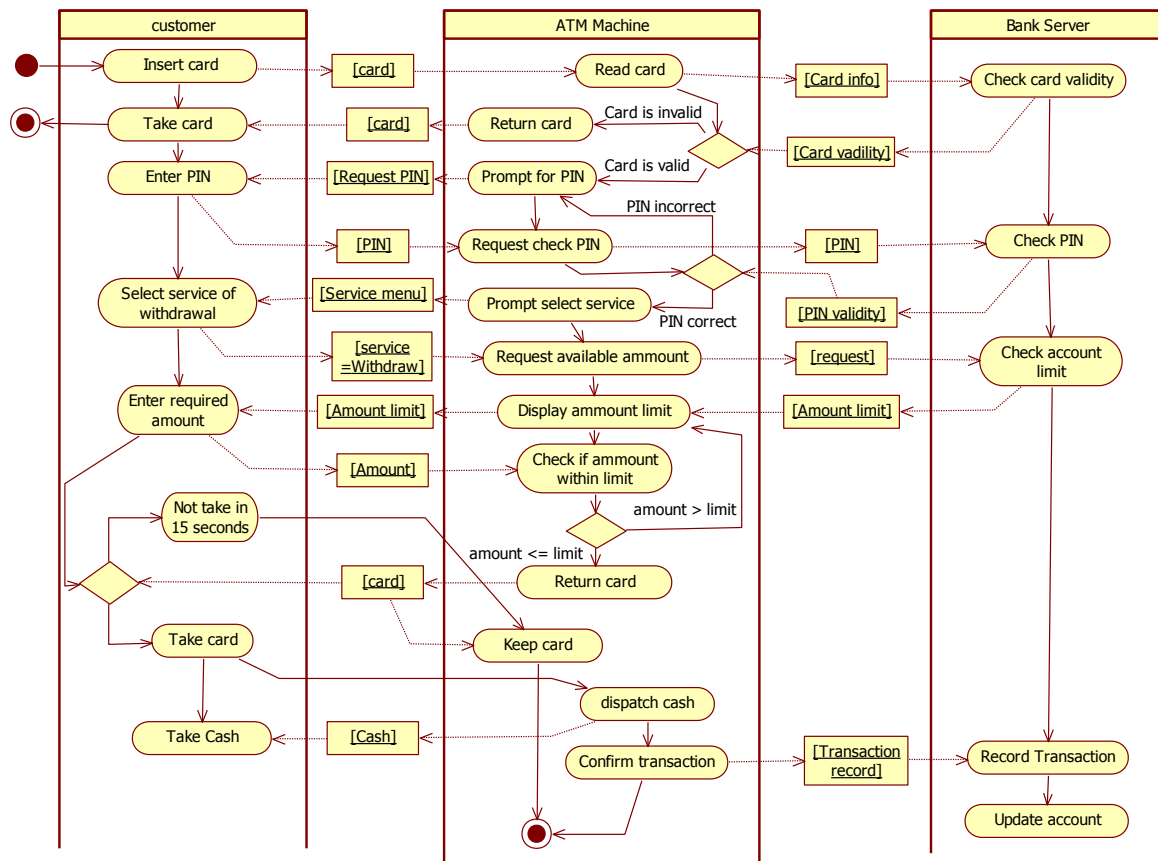 customer
ATM Machine
Bank Server
Insert card
[card]
Read card
[Card info]
Check card validity
Take card
[card]
Return card
Card is invalid
[Card vadility]
Card is valid
Enter PIN
[Request PIN]
Prompt for PIN
PIN incorrect
[PIN]
Request check PIN
[PIN]
Check PIN
Select service of
withdrawal
[Service menu]
Prompt select service
PIN correct
[PIN validity]
[service
=Withdraw]
Request available ammount
[request]
Check account
limit
Enter required
amount
[Amount limit]
Display ammount limit
[Amount limit]
[Amount]
Check if ammount
within limit
amount > limit
Not take in
15 seconds
amount <= limit
[card]
Return card
Take card
Keep card
dispatch cash
Take Cash
[Cash]
Confirm transaction
[Transaction
record]
Record Transaction
Update account